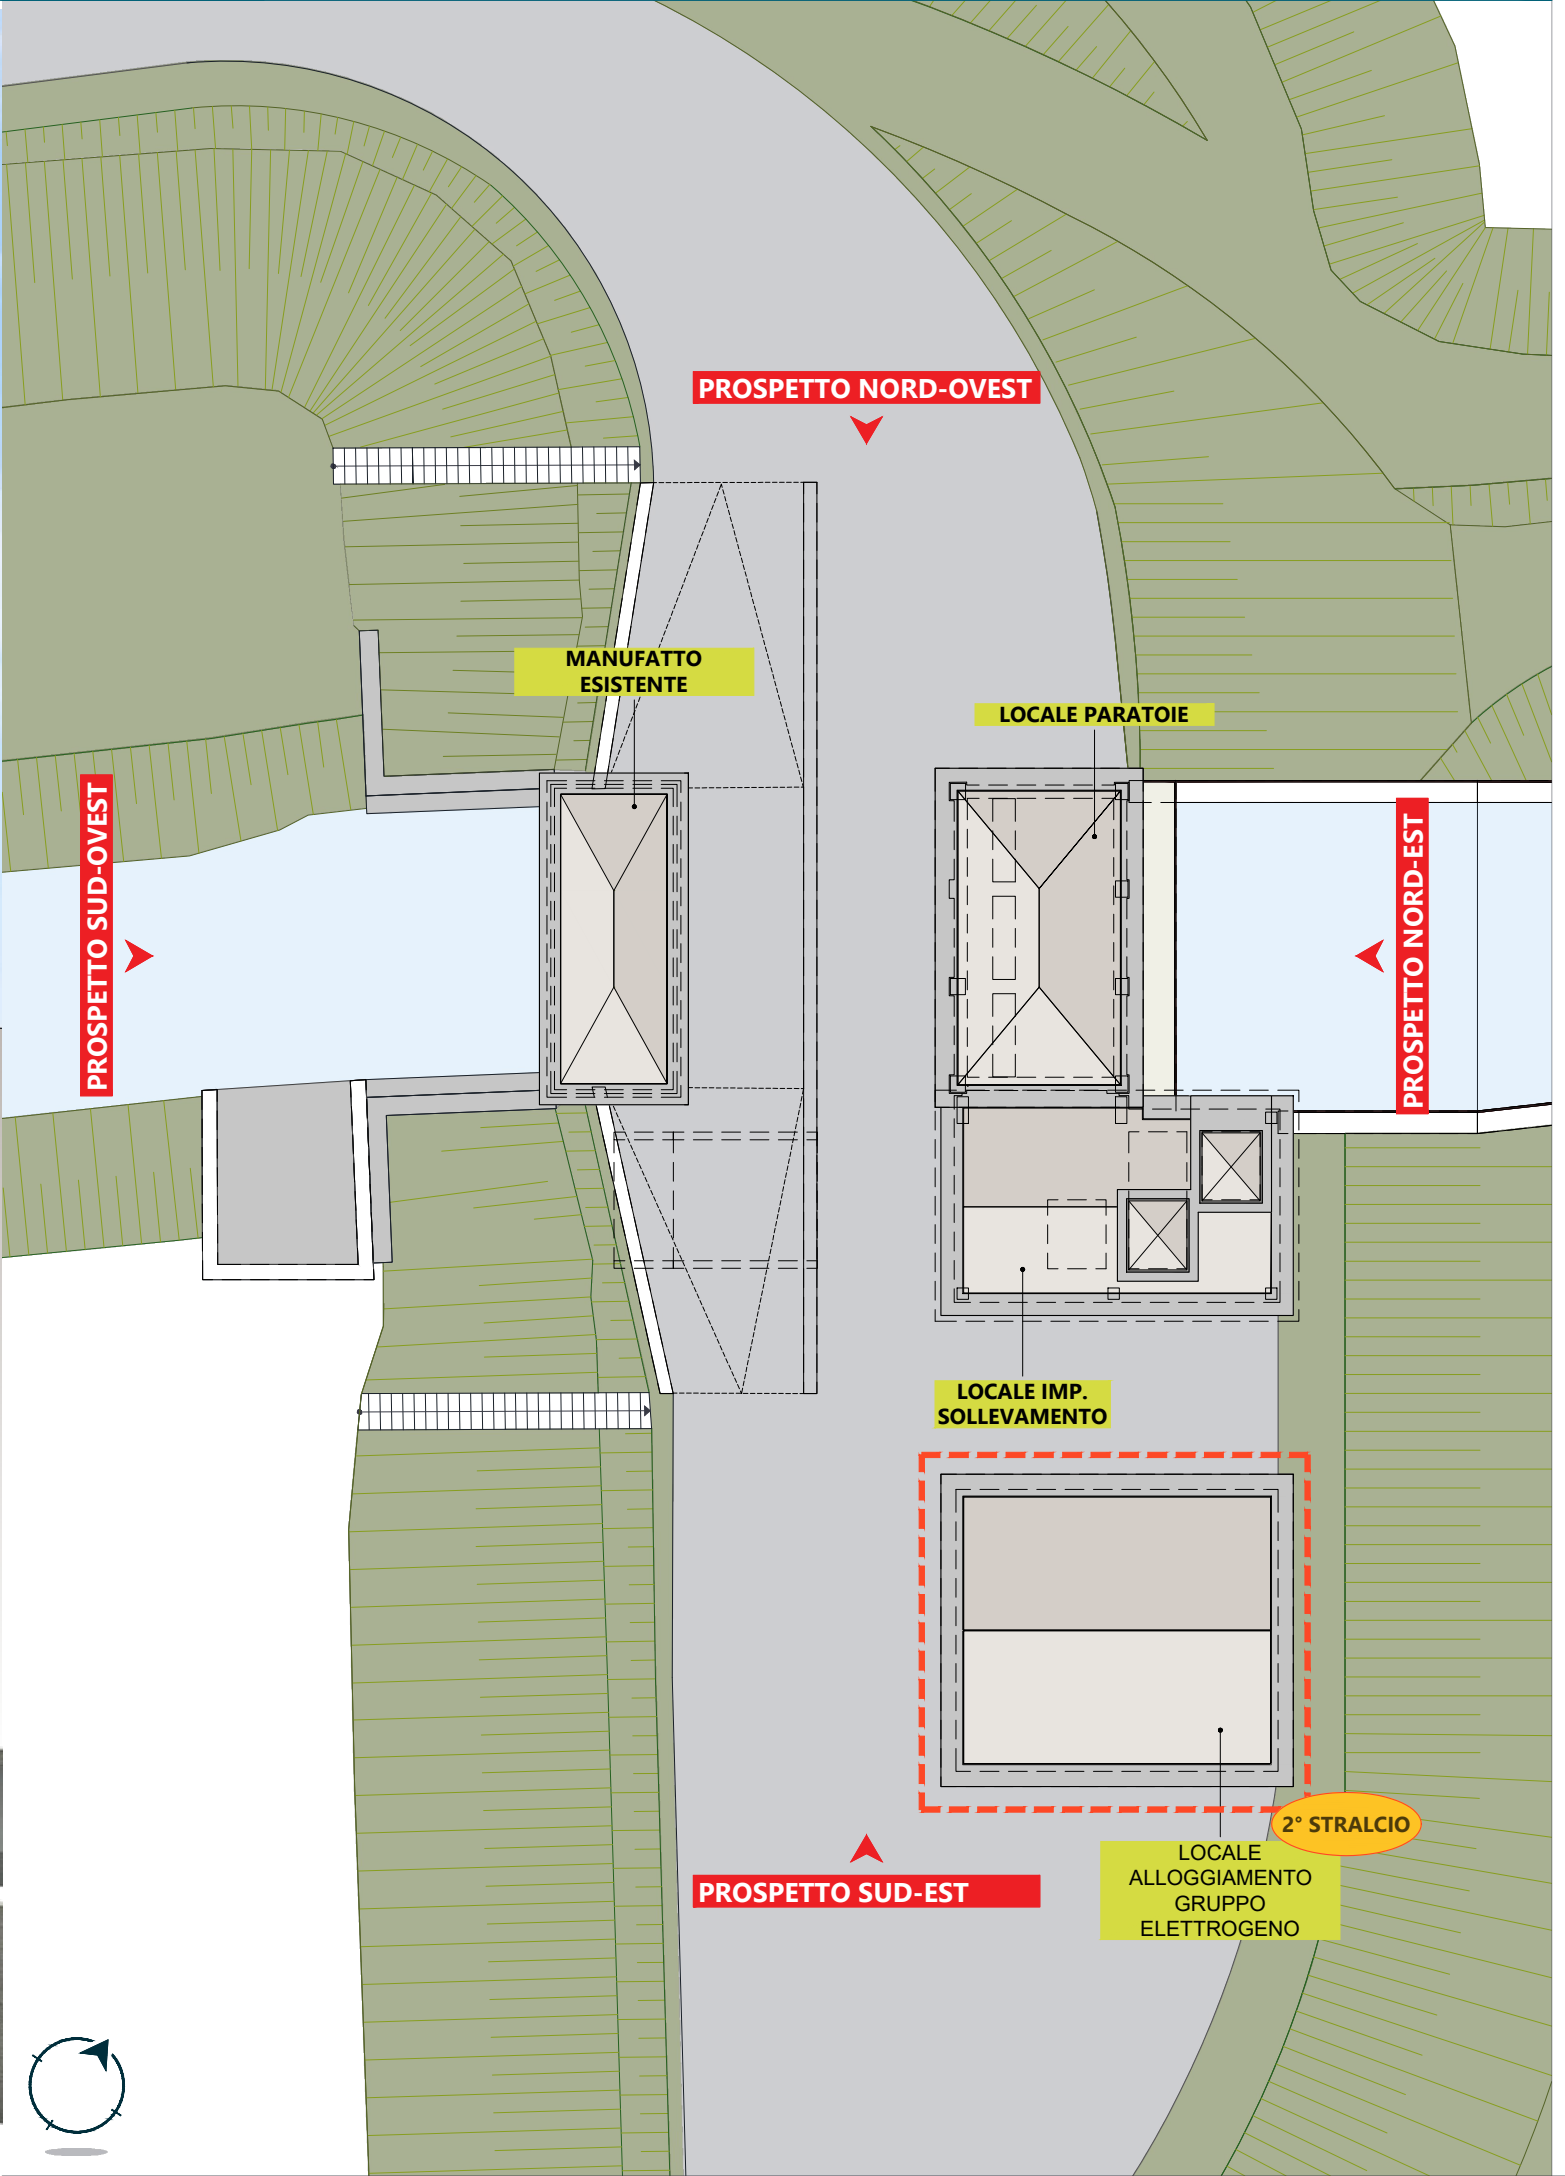 PROSPETTO NORD-OVEST
MANUFATTO
ESISTENTE
LOCALE PARATOIE
PROSPETTO SUD-OVEST
PROSPETTO NORD-EST
LOCALE IMP.
SOLLEVAMENTO
2° STRALCIO
LOCALE
ALLOGGIAMENTO
GRUPPO
ELETTROGENO
PROSPETTO SUD-EST